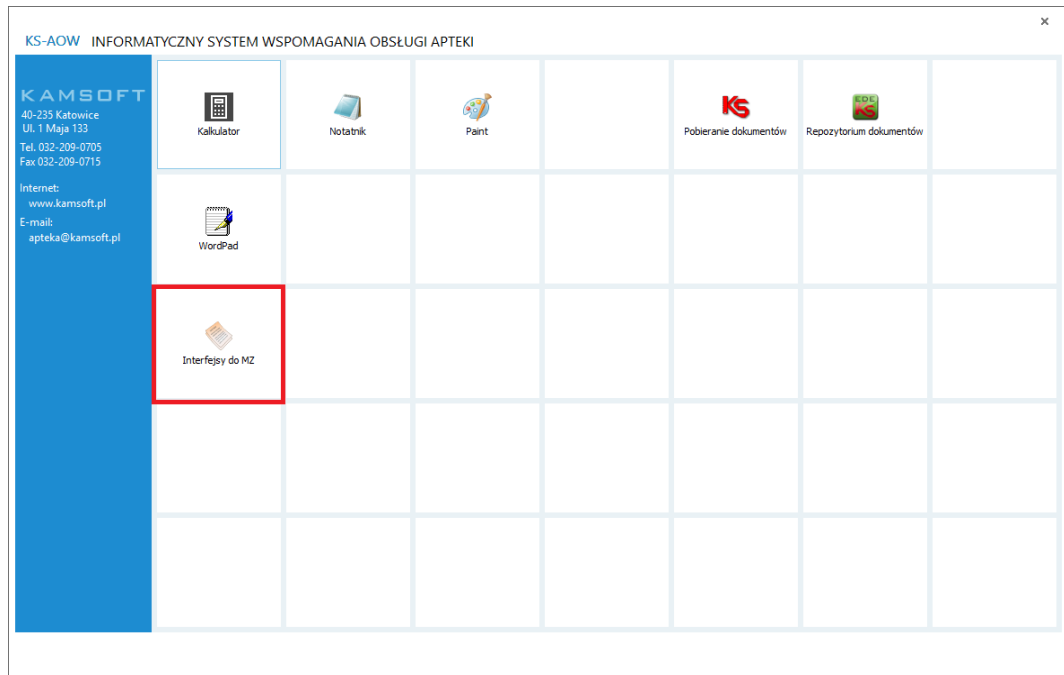 ×
KS-AOW INFORMATYCZNY SYSTEM WSPOMAGANIA OBSŁUGI APTEKI
KAMSOFT
40-235 Katowice
Ul. 1 Maja 133
Tel. 032-209-0705
Fax 032-209-0715
Internet:
www.kamsoft.pl
E-mail:
apteka@kamsoft.pl
Kalkulator
Notatnik
Paint
KS
Pobieranie dokumentów
EDE
KS
Repozytorium dokumentów
WordPad
Interfejsy do MZ